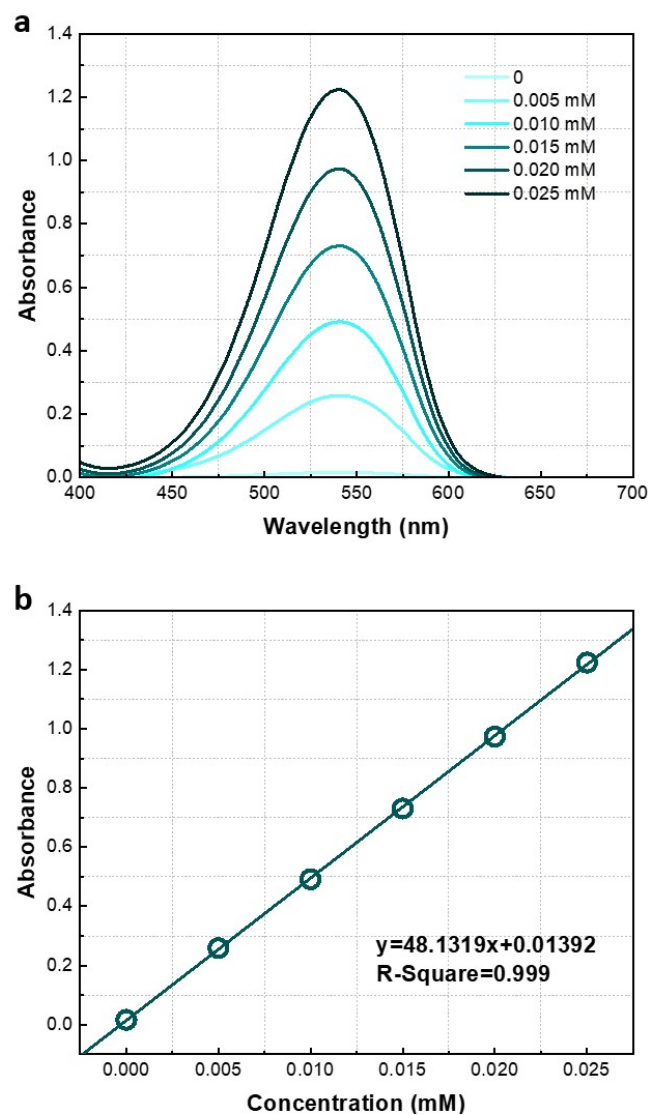 a
1.4
1.2
1.0
0.8
0.6
0.4
0.2
0.0
Absorbance
0
0.005 mM
0.010 mM
0.015 mM
0.020 mM
0.025 mM
400 450 500 550 600 650 700
Wavelength (nm)
b
1.4
1.2
1.0
0.8
0.6
0.4
0.2
0.0
Absorbance
y=48.1319x+0.01392
R-Square=0.999
0.000 0.005 0.010 0.015 0.020 0.025
Concentration (mM)